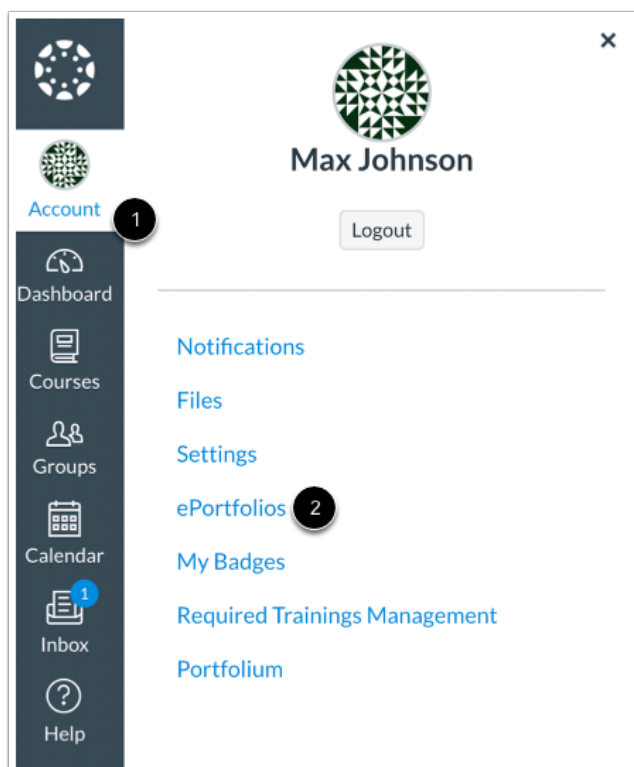 Account
1
Dashboard
Courses
Groups
Calendar
1
Inbox
Help
×
Max Johnson
Logout
Notifications
Files
Settings
ePortfolios 2
My Badges
Required Trainings Management
Portfolium